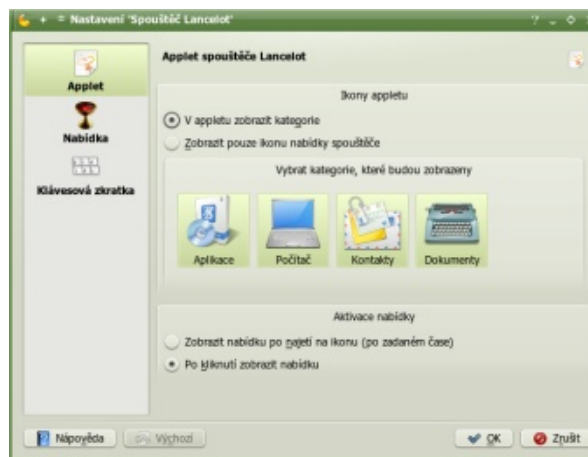 Nastavení 'Spouštěč Lancelot'
Applet
Nabídka
Klávesová zkratka
Applet spouštěče Lancelot
Ikony appletu
V appletu zobrazit kategorie
Zobrazit pouze ikonu nabídky spouštěče
Vybrat kategorie, které budou zobrazeny
Aplikace Počítač Kontakty Dokumenty
Aktivace nabídky
Zobrazit nabídku po najetí na ikonu (po zadaném čase)
Po kliknutí zobrazit nabídku
Nápověda Výchozí OK Zrušit